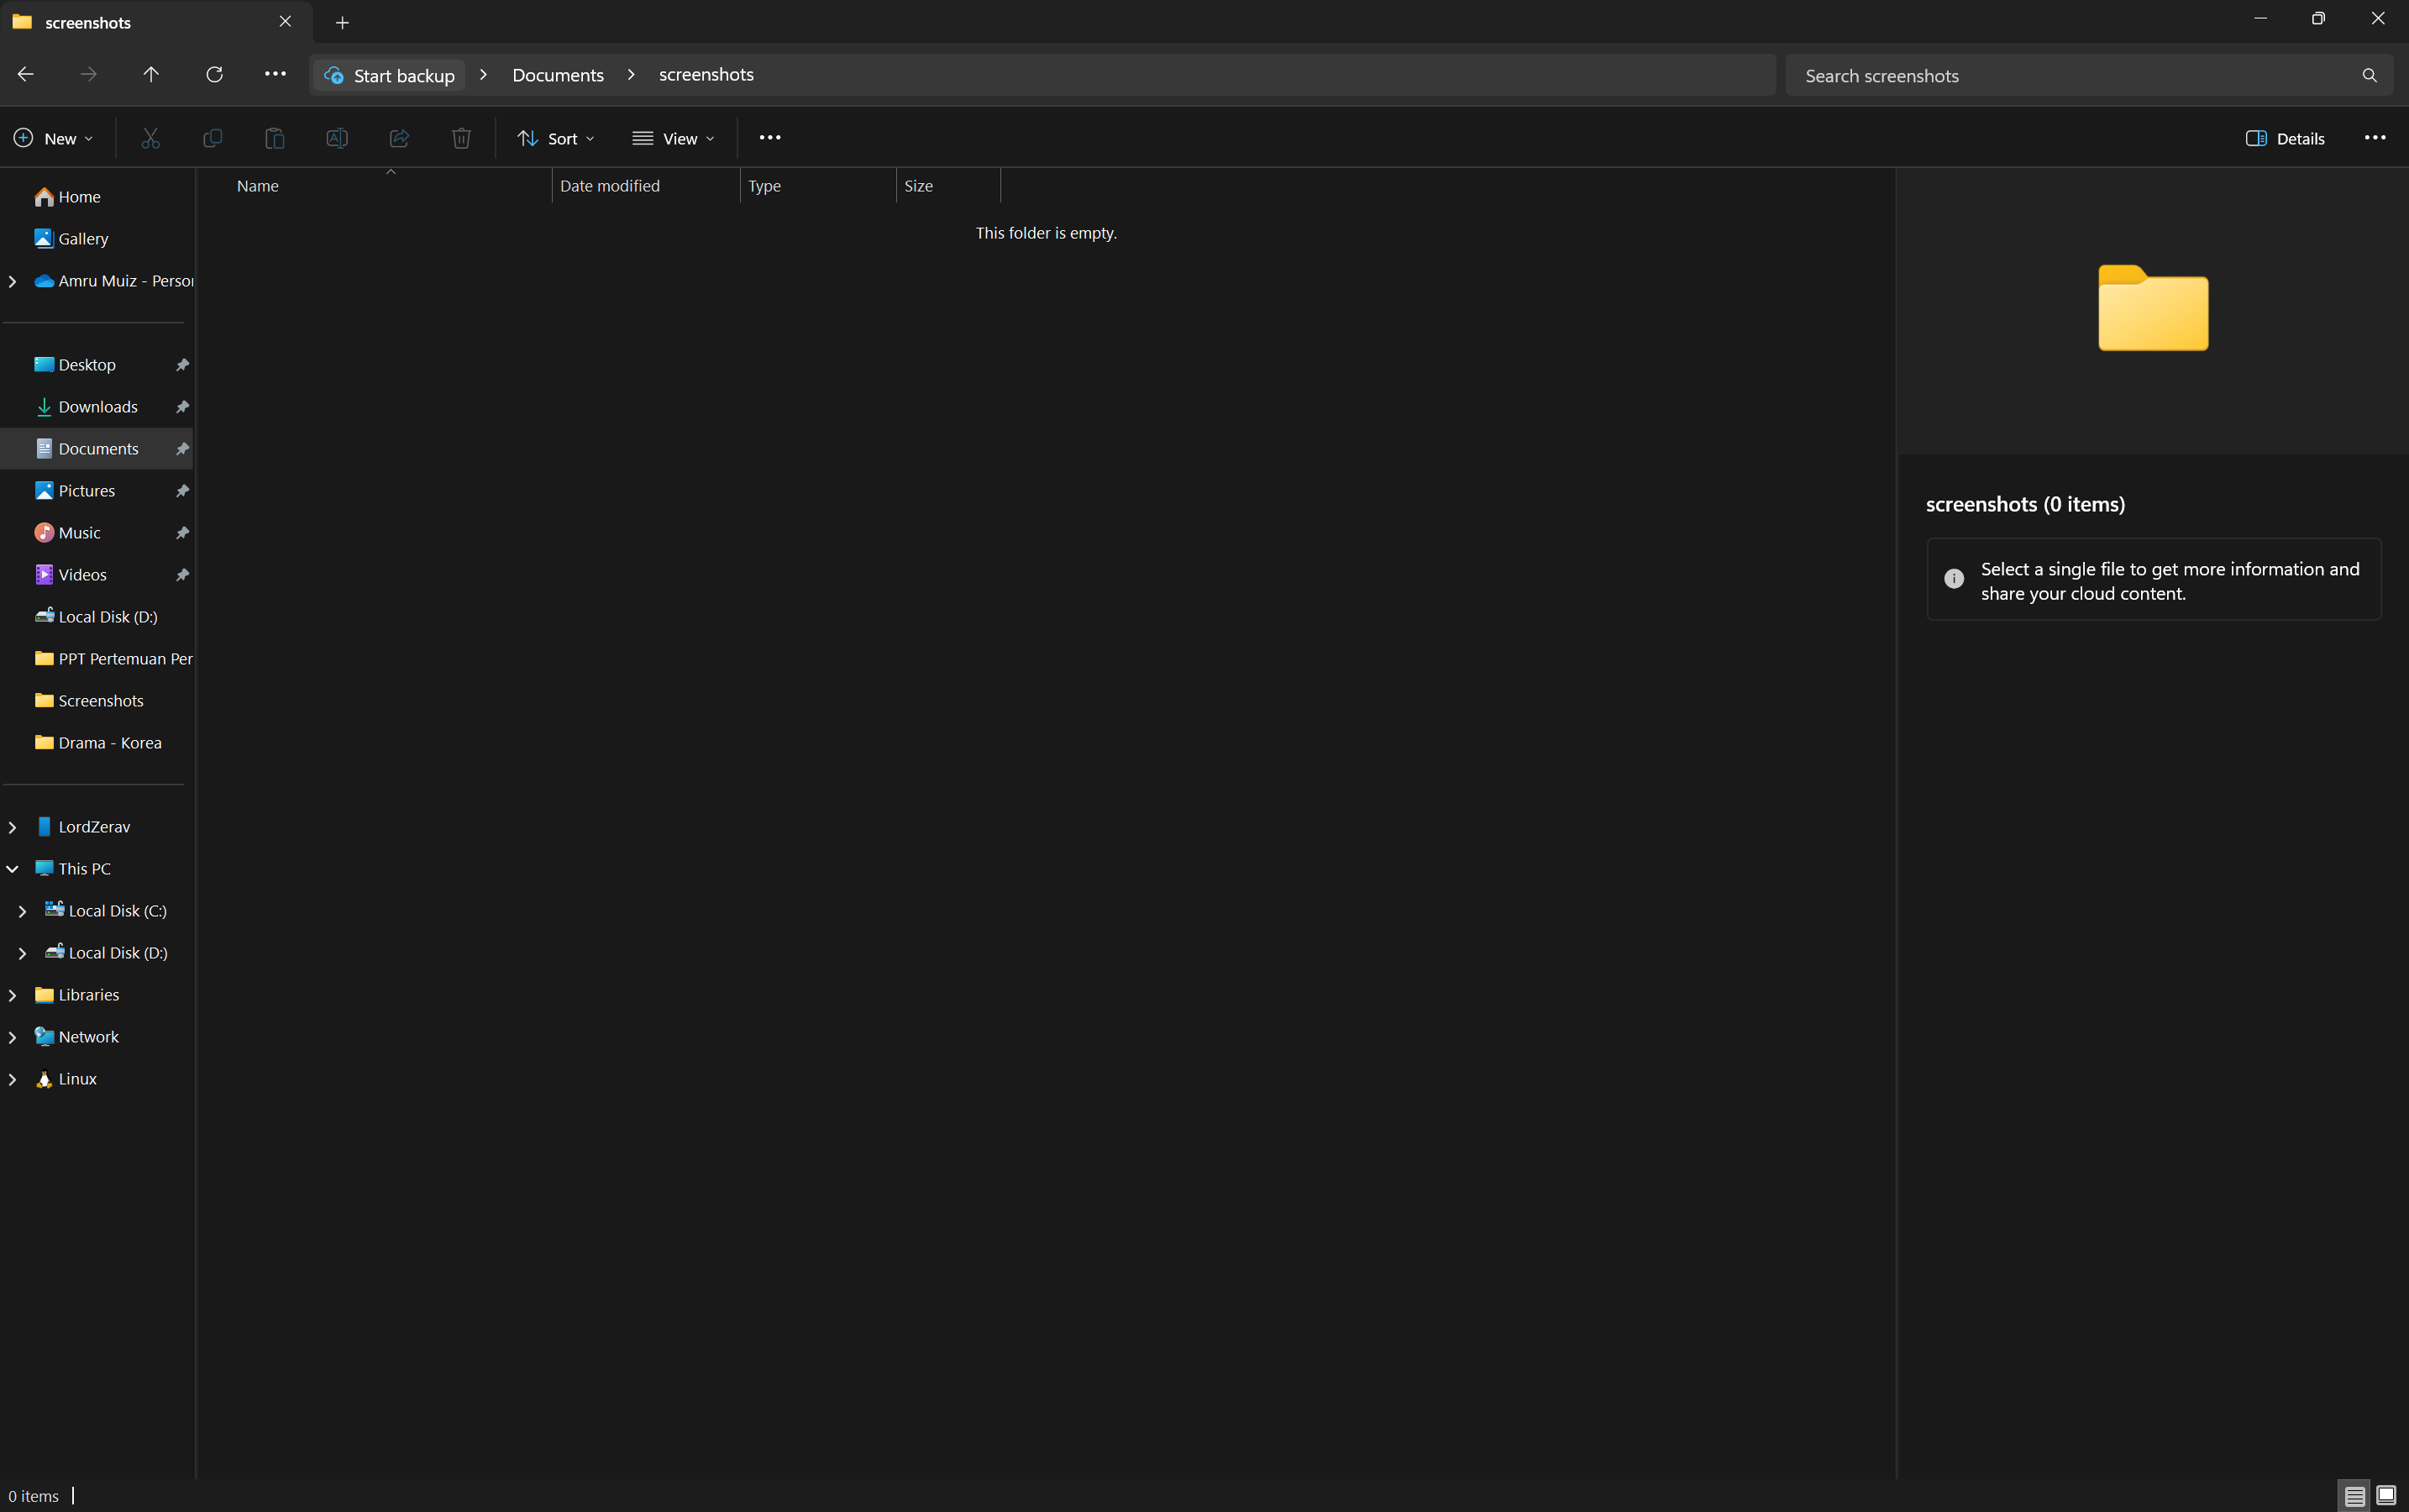 screenshots
Start backup
Documents
screenshots
Search screenshots
New
Sort
View
Details
Home
Gallery
Amru Muiz - Person
Desktop
Downloads
Documents
Pictures
Music
Videos
Local Disk (D:)
PPT Pertemuan Per
Screenshots
Drama - Korea
LordZerav
This PC
Local Disk (C:)
Local Disk (D:)
Libraries
Network
Linux
Name
Date modified
Type
Size
This folder is empty.
screenshots (0 items)
Select a single file to get more information and
share your cloud content.
0 items